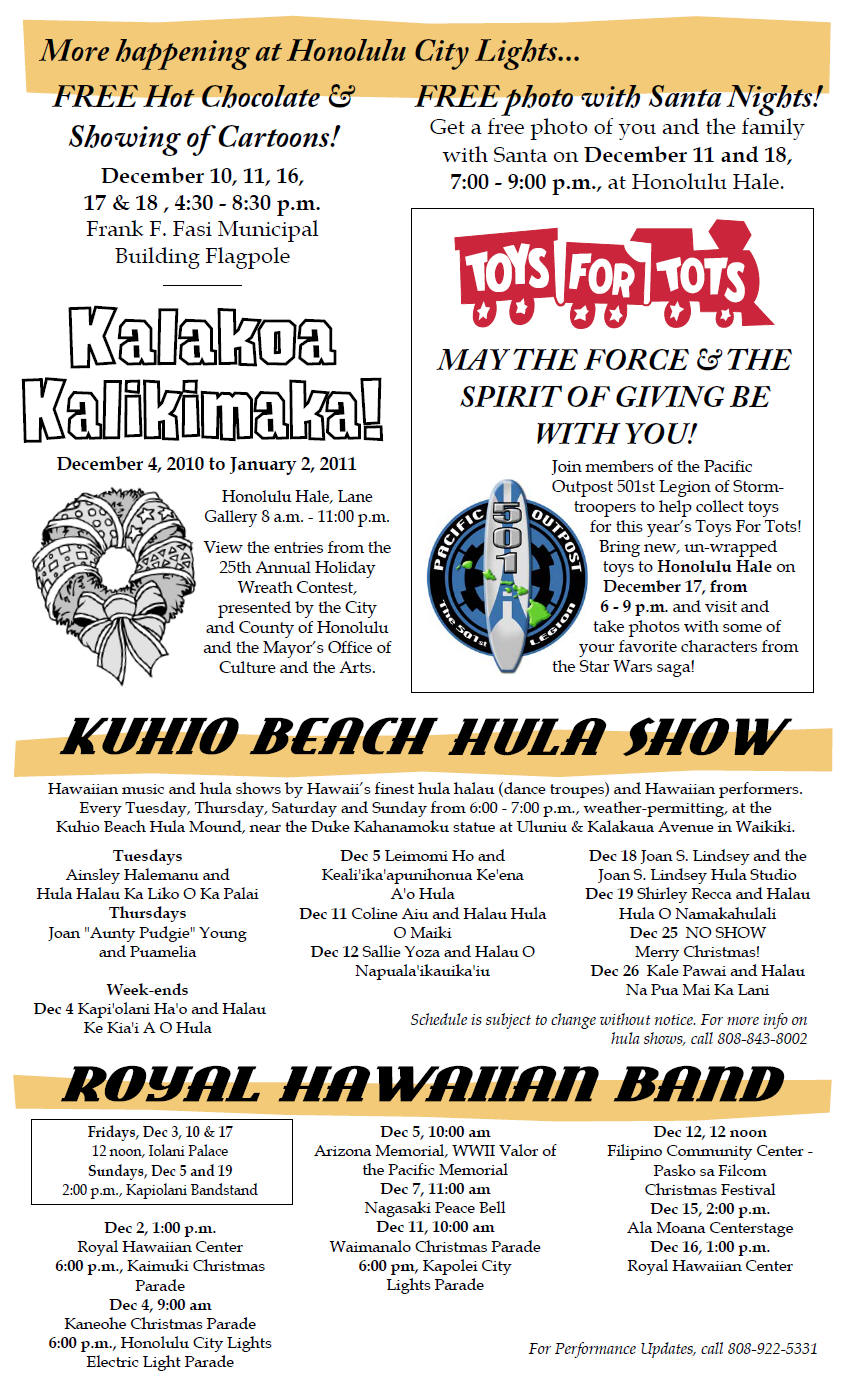 More happening at Honolulu City Lights...
FREE Hot Chocolate &
Showing of Cartoons!
December 10, 11, 16,
17 & 18 , 4:30 - 8:30 p.m.
Frank F. Fasi Municipal
Building Flagpole
Kalakoa
Kalikimaka!
December 4, 2010 to January 2, 2011
Honolulu Hale, Lane
Gallery 8 a.m. - 11:00 p.m.
View the entries from the
25th Annual Holiday
Wreath Contest,
presented by the City
and County of Honolulu
and the Mayor's Office of
Culture and the Arts.
FREE photo with Santa Nights!
Get a free photo of you and the family
with Santa on December 11 and 18,
7:00 - 9:00 p.m., at Honolulu Hale.
TOYS FOR TOTS
MAY THE FORCE & THE
SPIRIT OF GIVING BE
WITH YOU!
PACIFIC OUTPOST
501
The 501st LEGION
Join members of the Pacific
Outpost 501st Legion of Storm-
troopers to help collect toys
for this year's Toys For Tots!
Bring new, un-wrapped
toys to Honolulu Hale on
December 17, from
6 - 9 p.m. and visit and
take photos with some of
your favorite characters from
the Star Wars saga!
KUHIO BEACH HULA SHOW
Hawaiian music and hula shows by Hawaii's finest hula halau (dance troupes) and Hawaiian performers.
Every Tuesday, Thursday, Saturday and Sunday from 6:00 - 7:00 p.m., weather-permitting, at the
Kuhio Beach Hula Mound, near the Duke Kahanamoku statue at Uluniu & Kalakaua Avenue in Waikiki.
Tuesdays
Ainsley Halemanu and
Hula Halau Ka Liko O Ka Palai
Thursdays
Joan "Aunty Pudgie" Young
and Puamelia
Week-ends
Dec 4 Kapi'olani Ha'o and Halau
Ke Kia'i A O Hula
Dec 5 Leimomi Ho and
Keali'ika'apunihonua Ke'ena
A'o Hula
Dec 11 Coline Aiu and Halau Hula
O Maiki
Dec 12 Sallie Yoza and Halau O
Napuala'ikauika'iu
Dec 18 Joan S. Lindsey and the
Joan S. Lindsey Hula Studio
Dec 19 Shirley Recca and Halau
Hula O Namakahulali
Dec 25 NO SHOW
Merry Christmas!
Dec 26 Kale Pawai and Halau
Na Pua Mai Ka Lani
Schedule is subject to change without notice. For more info on
hula shows, call 808-843-8002
ROYAL HAWAIIAN BAND
Fridays, Dec 3, 10 & 17
12 noon, Iolani Palace
Sundays, Dec 5 and 19
2:00 p.m., Kapiolani Bandstand
Dec 2, 1:00 p.m.
Royal Hawaiian Center
6:00 p.m., Kaimuki Christmas
Parade
Dec 4, 9:00 am
Kaneohe Christmas Parade
6:00 p.m., Honolulu City Lights
Electric Light Parade
Dec 5, 10:00 am
Arizona Memorial, WWII Valor of
the Pacific Memorial
Dec 7, 11:00 am
Nagasaki Peace Bell
Dec 11, 10:00 am
Waimanalo Christmas Parade
6:00 pm, Kapolei City
Lights Parade
Dec 12, 12 noon
Filipino Community Center -
Pasko sa Filcom
Christmas Festival
Dec 15, 2:00 p.m.
Ala Moana Centerstage
Dec 16, 1:00 p.m.
Royal Hawaiian Center
For Performance Updates, call 808-922-5331